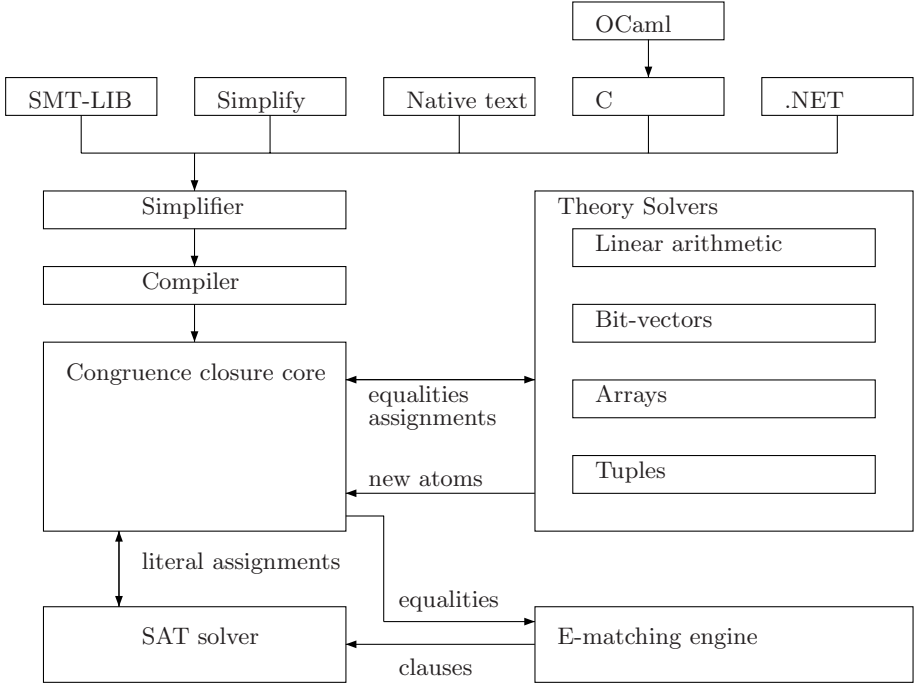 OCaml
SMT-LIB
Simplify
Native text
C
.NET
Simplifier
Theory Solvers
Linear arithmetic
Compiler
Bit-vectors
Congruence closure core
equalities
assignments
Arrays
new atoms
Tuples
literal assignments
equalities
SAT solver
E-matching engine
clauses